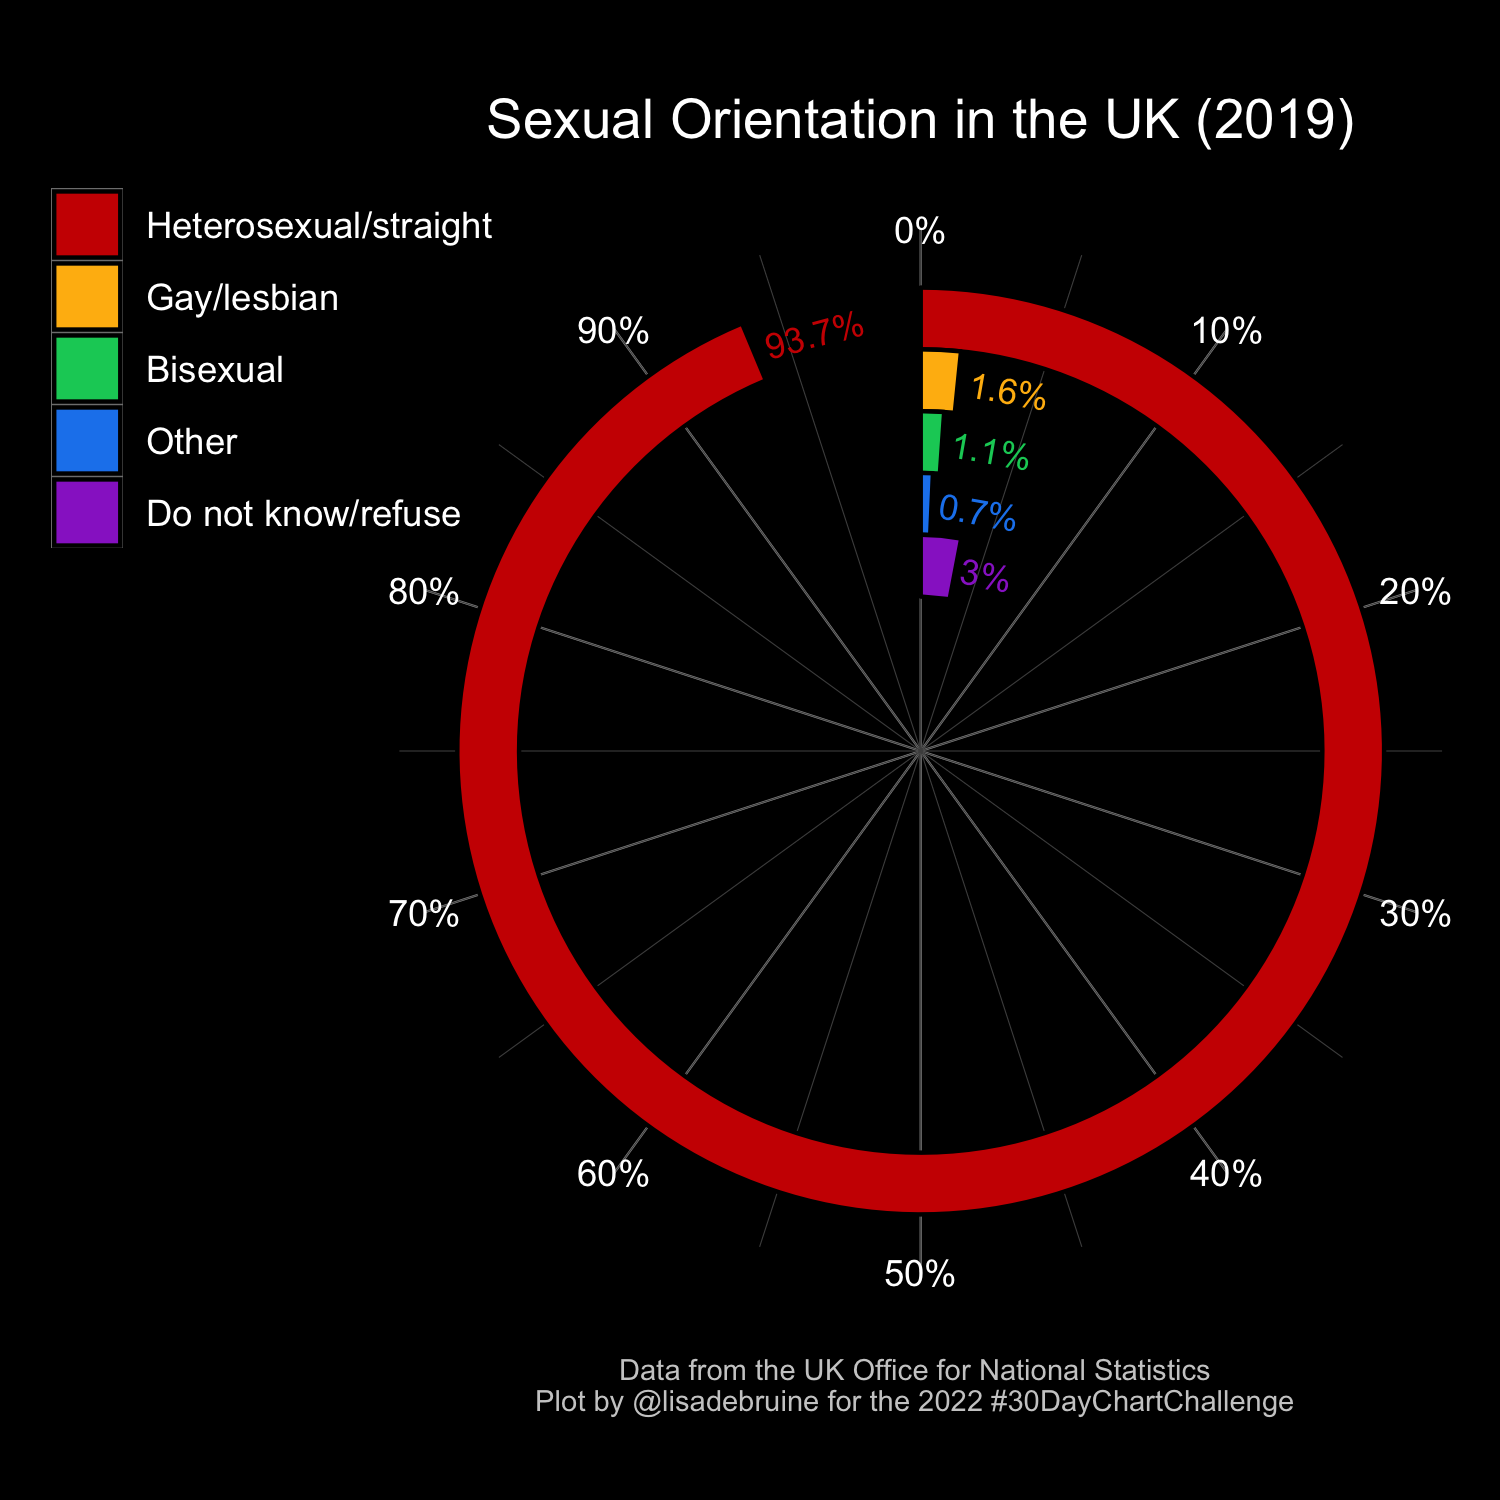 Sexual Orientation in the UK (2019)
Heterosexual/straight
Gay/lesbian
Bisexual
Other
Do not know/refuse
0%
10%
20%
30%
40%
50%
60%
70%
80%
90%
93.7%
1.6%
1.1%
0.7%
3%
Data from the UK Office for National Statistics
Plot by @lisadebruine for the 2022 #30DayChartChallenge